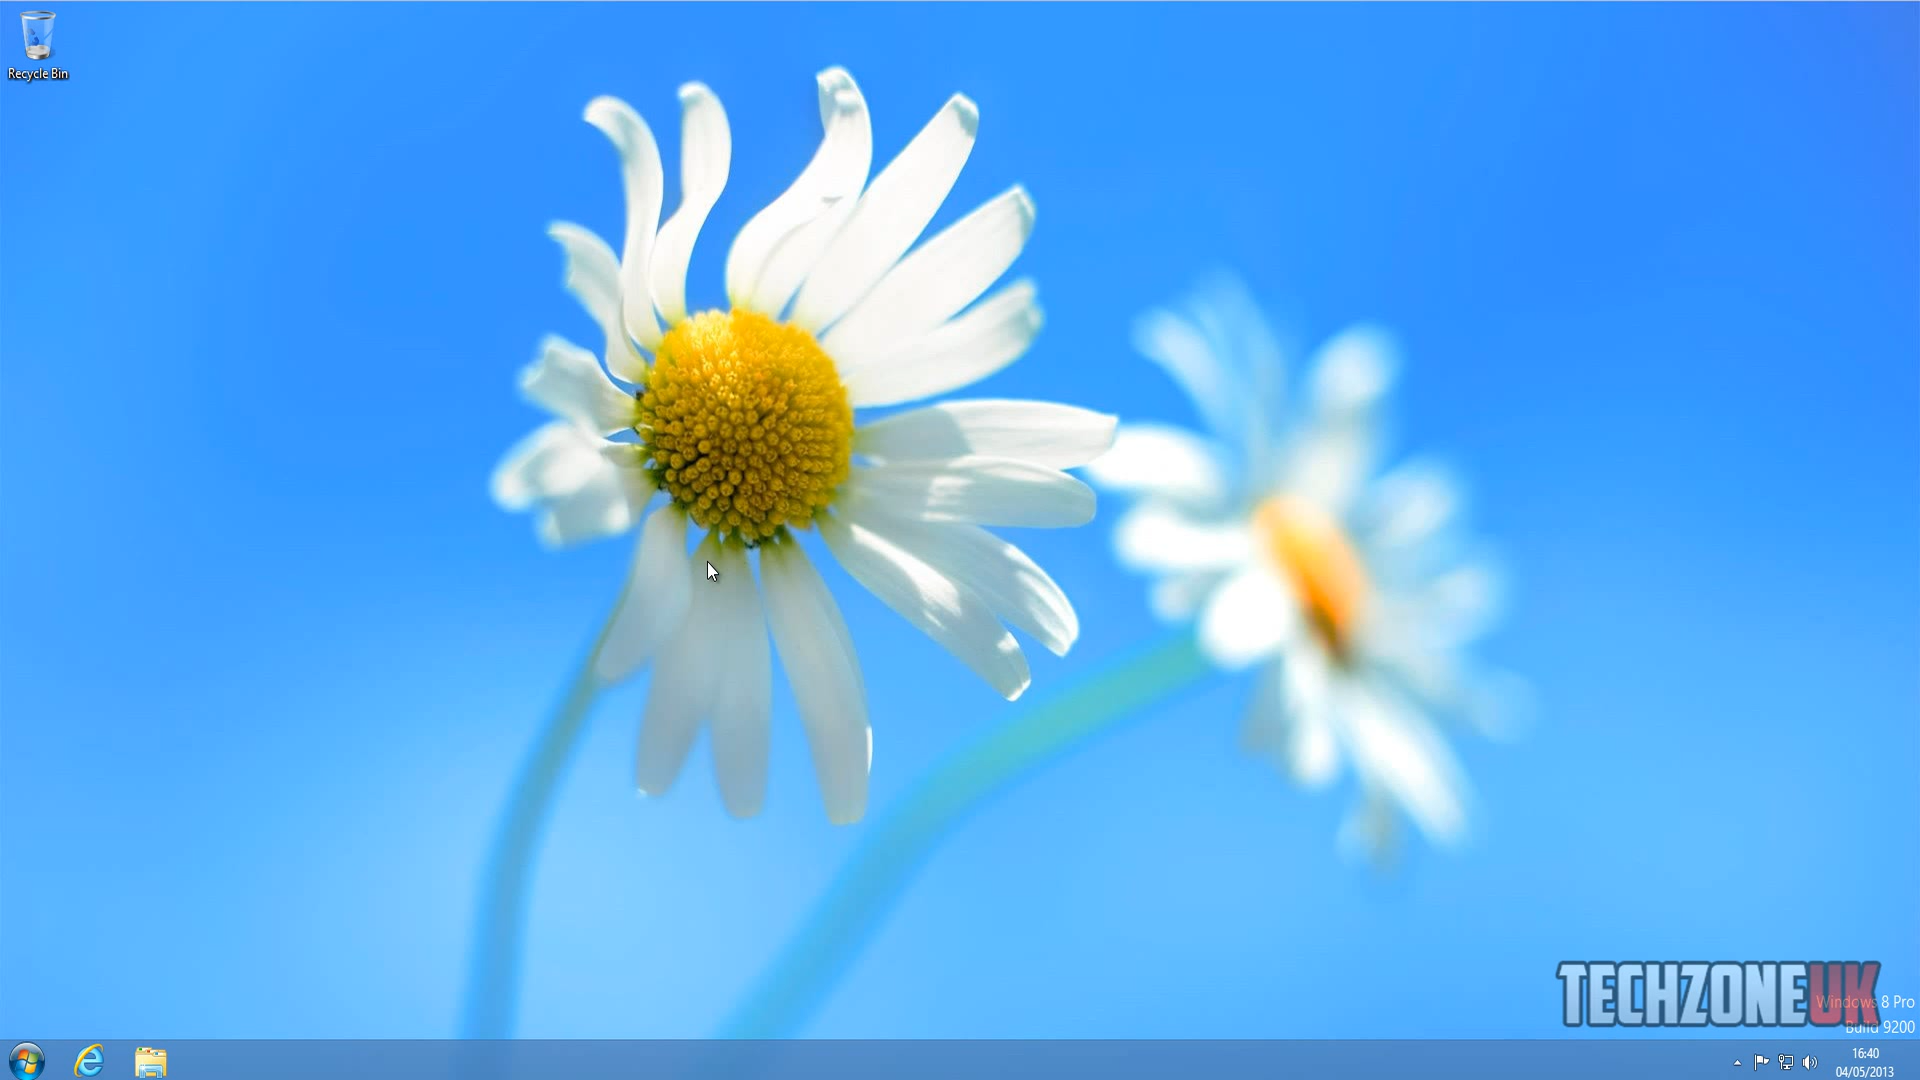 Recycle Bin
TECHZONEUK
Windows 8 Pro
Build 9200
16:40
04/05/2013